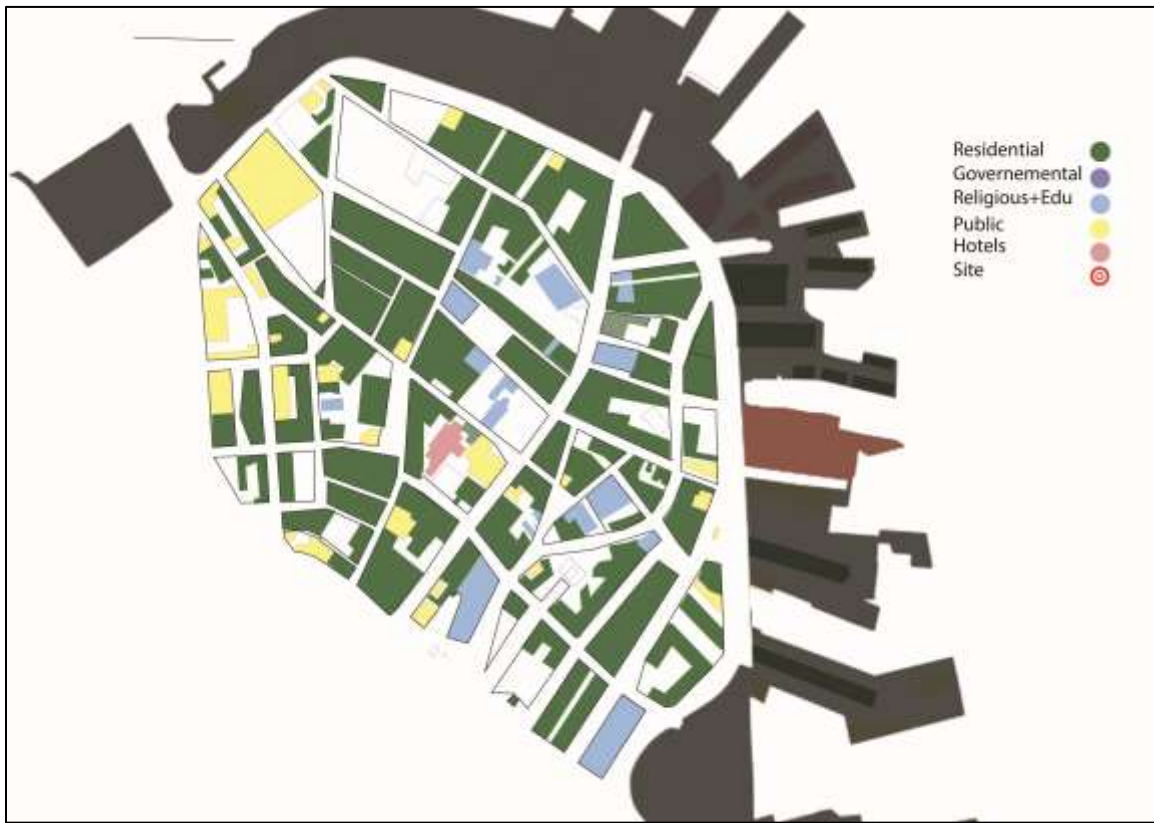 Residential
Governemental
Religious+Edu
Public
Hotels
Site